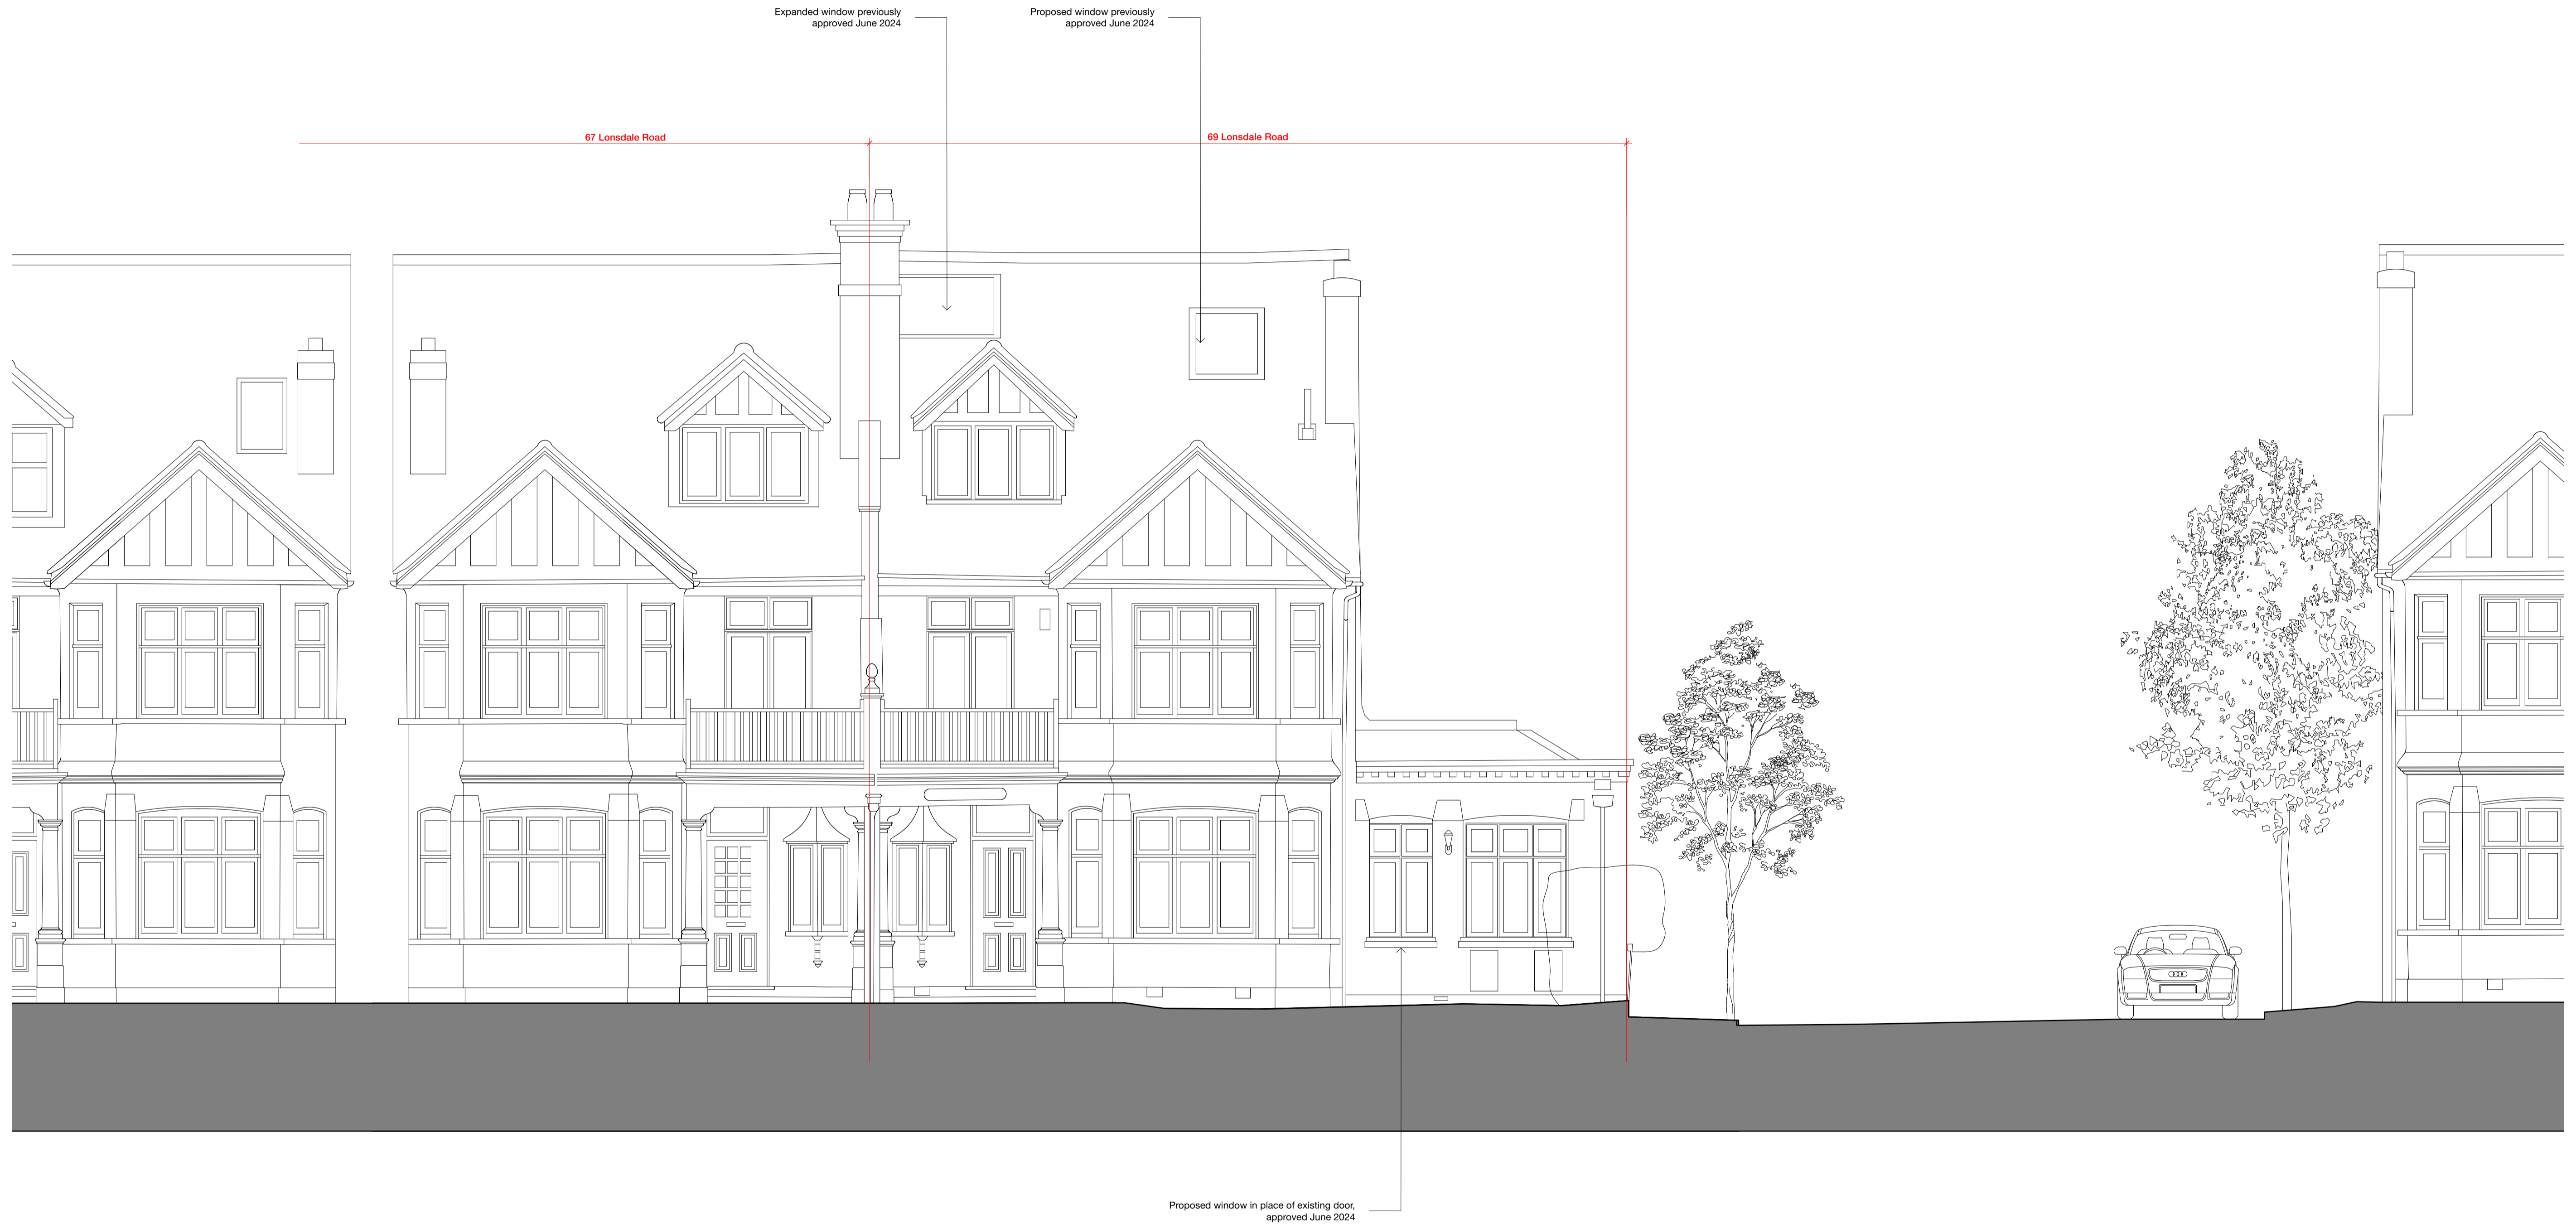 Expanded window previously
approved June 2024
Proposed window previously
approved June 2024
67 Lonsdale Road
69 Lonsdale Road
Proposed window in place of existing door,
approved June 2024